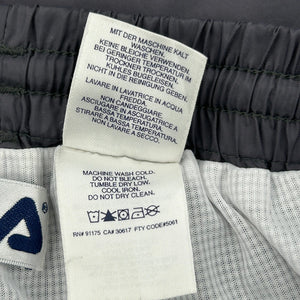 MIT DER MASCHINE KALT
WASCHEN.
KEINE BLEICHE VERWENDEN
BEI GERINGER TEMPERATUR IM
TROCKNER TROCKNEN.
KUHLES BUGELEISEN.
NICHT IN DIE REINIGUNG GEBEN.
LAVARE IN LAVATRICE IN ACQUA
FREDDA.
NON CANDEGGIARE.
ASCIUGARE IN ASCIUGATRICE A
BASSA TEMPERATURA.
STIRARE A BASSA TEMPERATURA.
NON LAVARE A SECCO.
MACHINE WASH COLD.
DO NOT BLEACH.
TUMBLE DRY LOW.
COOL IRON.
DO NOT DRY CLEAN.
RN# 91175 CA# 30617 FTY CODE#5061